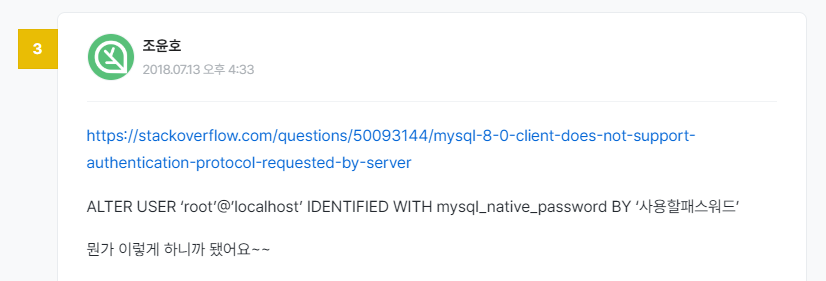 3
조윤호
2018.07.13 오후 4:33
https://stackoverflow.com/questions/50093144/mysql-8-0-client-does-not-support-
authentication-protocol-requested-by-server
ALTER USER ‘root’@’localhost’ IDENTIFIED WITH mysql_native_password BY ‘사용할패스워드’
뭔가 이렇게 하니까 됐어요~~